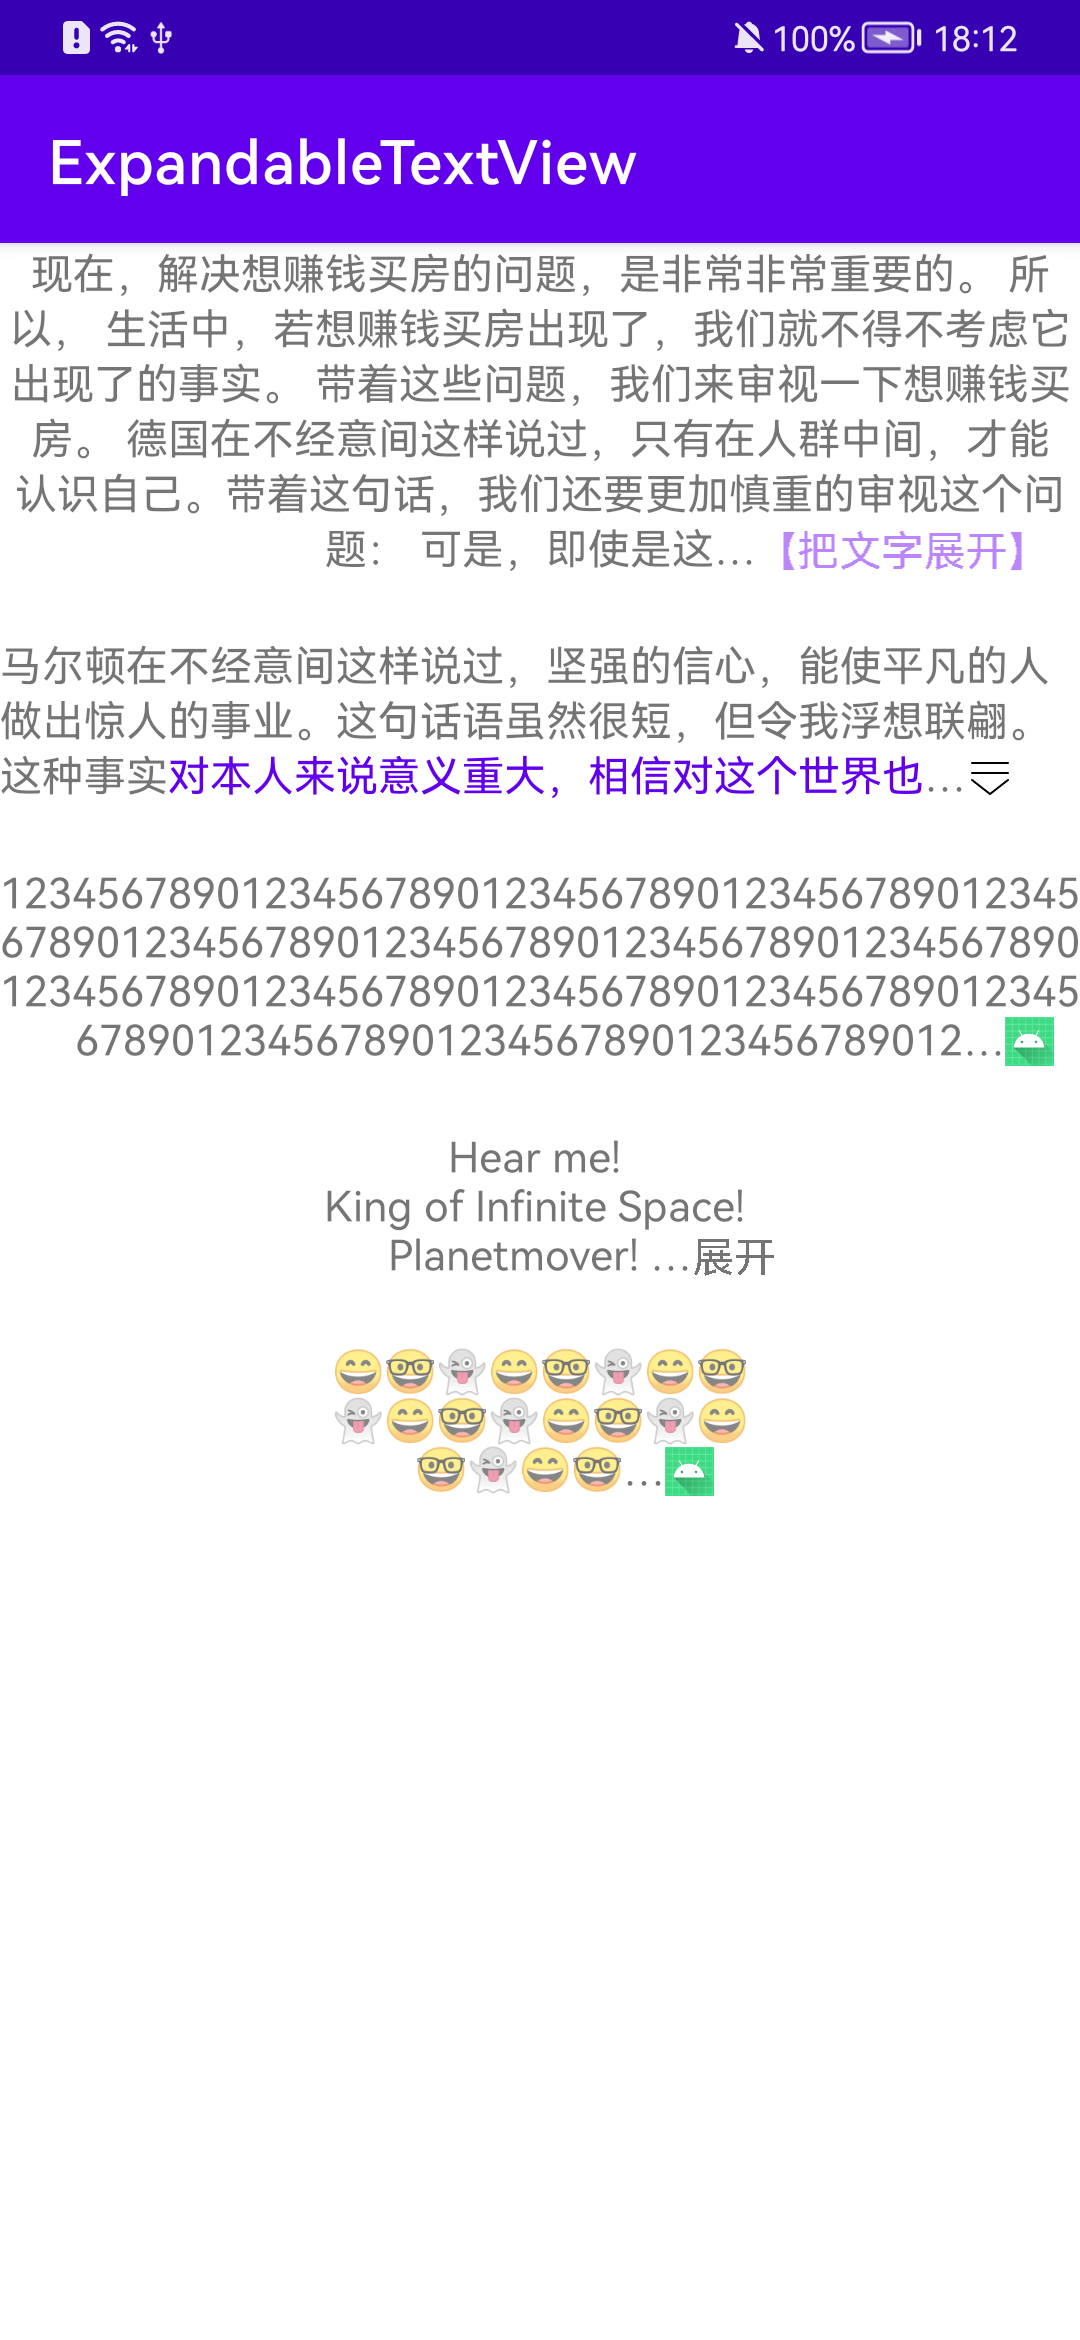 100% 18:12
ExpandableTextView
现在，解决想赚钱买房的问题，是非常非常重要的。 所
以， 生活中，若想赚钱买房出现了，我们就不得不考虑它
出现了的事实。 带着这些问题，我们来审视一下想赚钱买
房。 德国在不经意间这样说过，只有在人群中间，才能
认识自己。带着这句话，我们还要更加慎重的审视这个问
题： 可是，即使是这…【把文字展开】
马尔顿在不经意间这样说过，坚强的信心，能使平凡的人
做出惊人的事业。这句话语虽然很短，但令我浮想联翩。
这种事实对本人来说意义重大，相信对这个世界也…
123456789012345678901234567890123456789012345
678901234567890123456789012345678901234567890
123456789012345678901234567890123456789012345
6789012345678901234567890123456789012…
Hear me!
King of Infinite Space!
Planetmover! …展开
😄🤓👻😄🤓👻😄🤓
👻😄🤓👻😄🤓👻😄
🤓👻😄🤓…